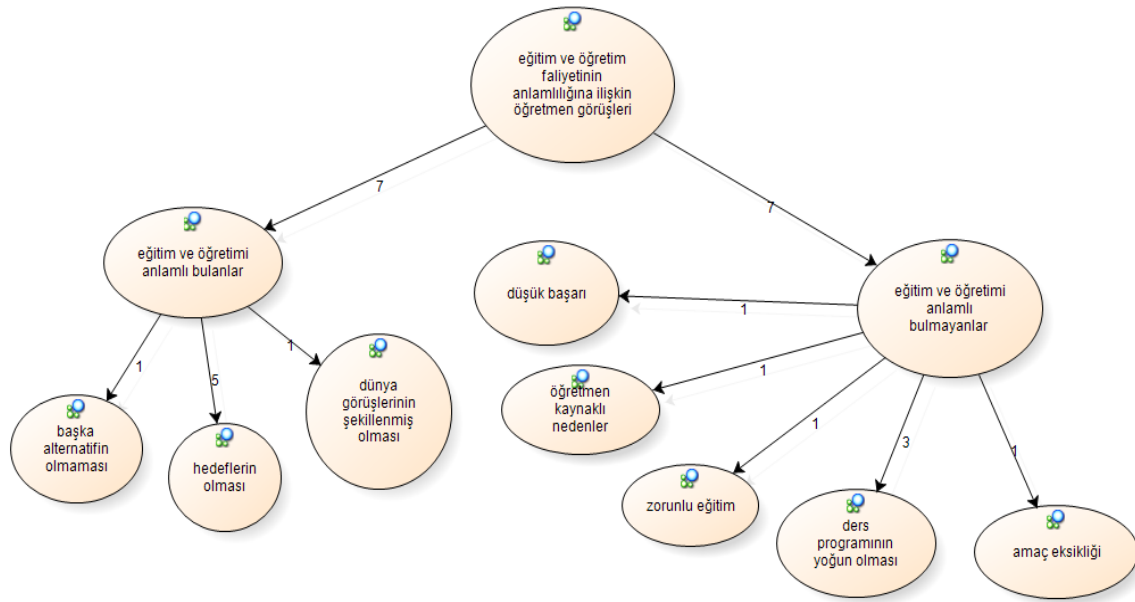 eğitim ve öğretim
faliyetinin
anlamlılığına ilişkin
öğretmen görüşleri
7
7
eğitim ve öğretimi
anlamlı bulanlar
eğitim ve öğretimi
anlamlı
bulmayanlar
1
5
1
başka
alternatifin
olmaması
hedeflerin
olması
dünya
görüşlerinin
şekillenmiş
olması
1
1
1
3
1
düşük başarı
öğretmen
kaynaklı
nedenler
zorunlu eğitim
ders
programının
yoğun olması
amaç eksikliği